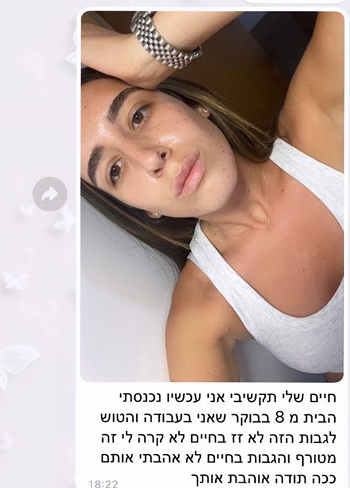 חיים שלי תקשיבי אני עכשיו נכנסתי
הבית מ 8 בבוקר שאני בעבודה והטוש
לגבות הזה לא זז בחיים לא קרה לי זה
מטורף והגבות בחיים לא אהבתי אותם
ככה תודה אוהבת אותך
18:22